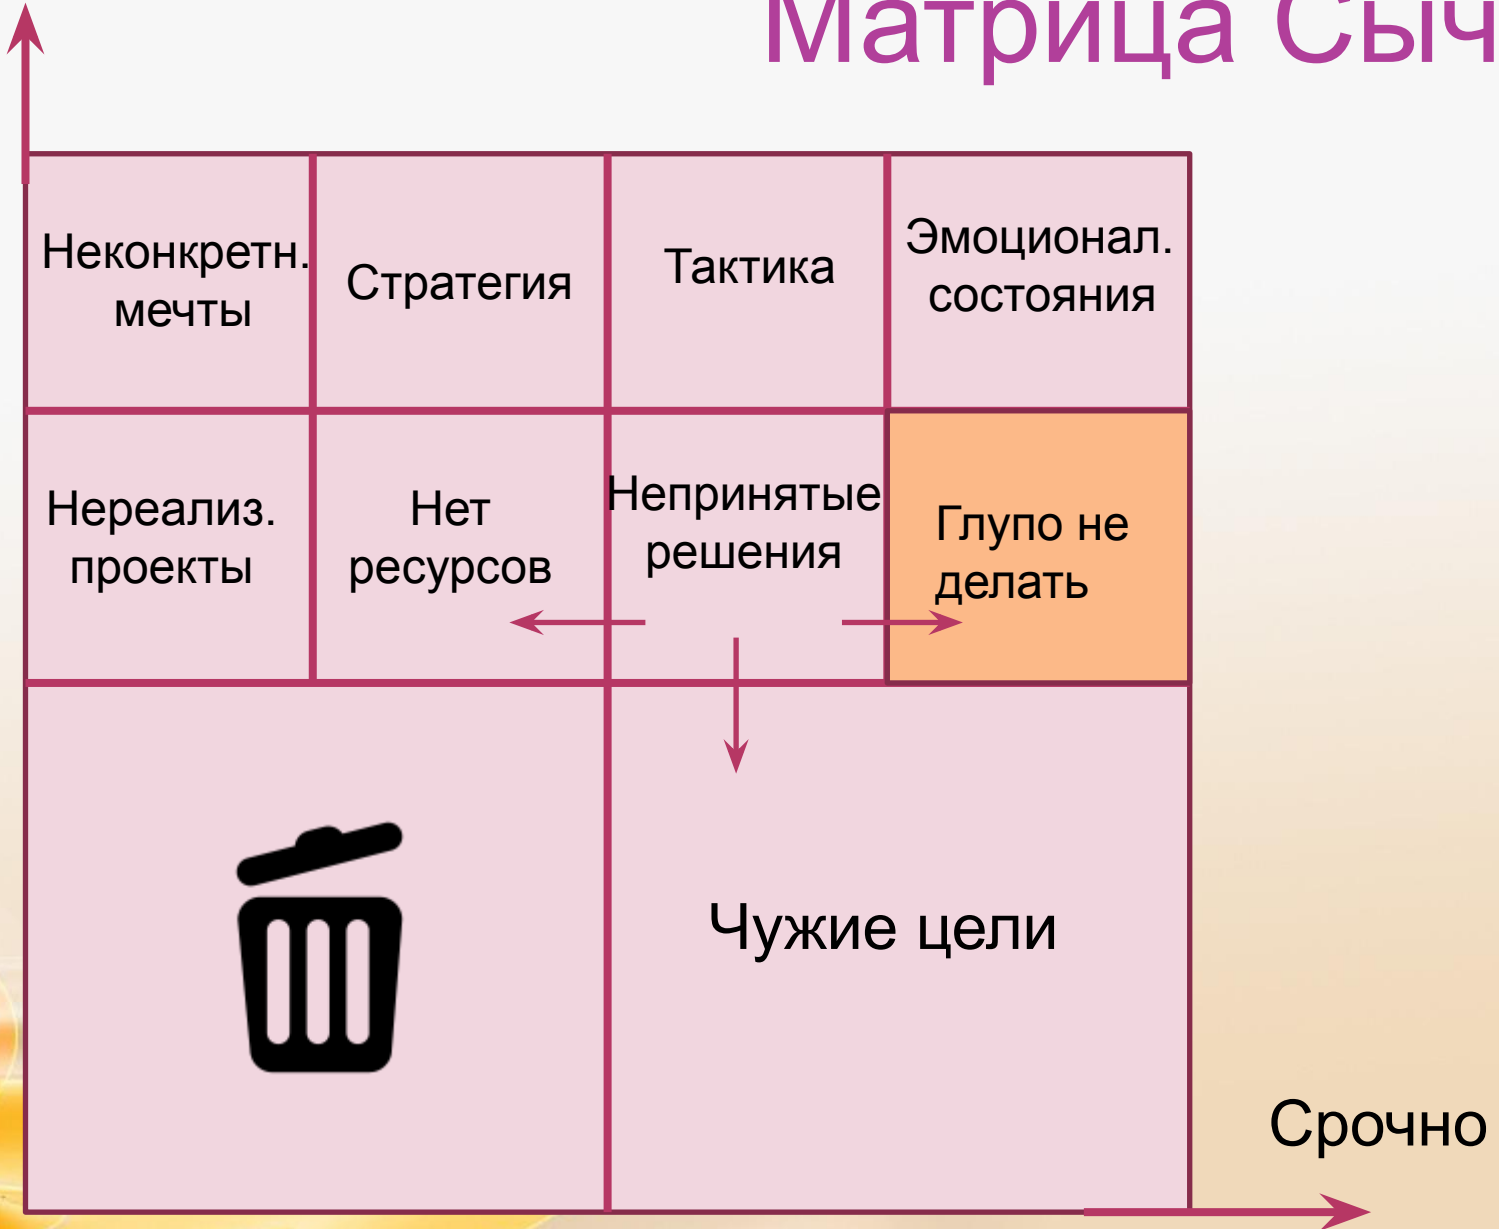 Матрица Сыч
Неконкретн.
мечты
Стратегия
Тактика
Эмоционал.
состояния
Нереализ.
проекты
Нет
ресурсов
Непринятые
решения
Глупо не
делать
Чужие цели
Срочно